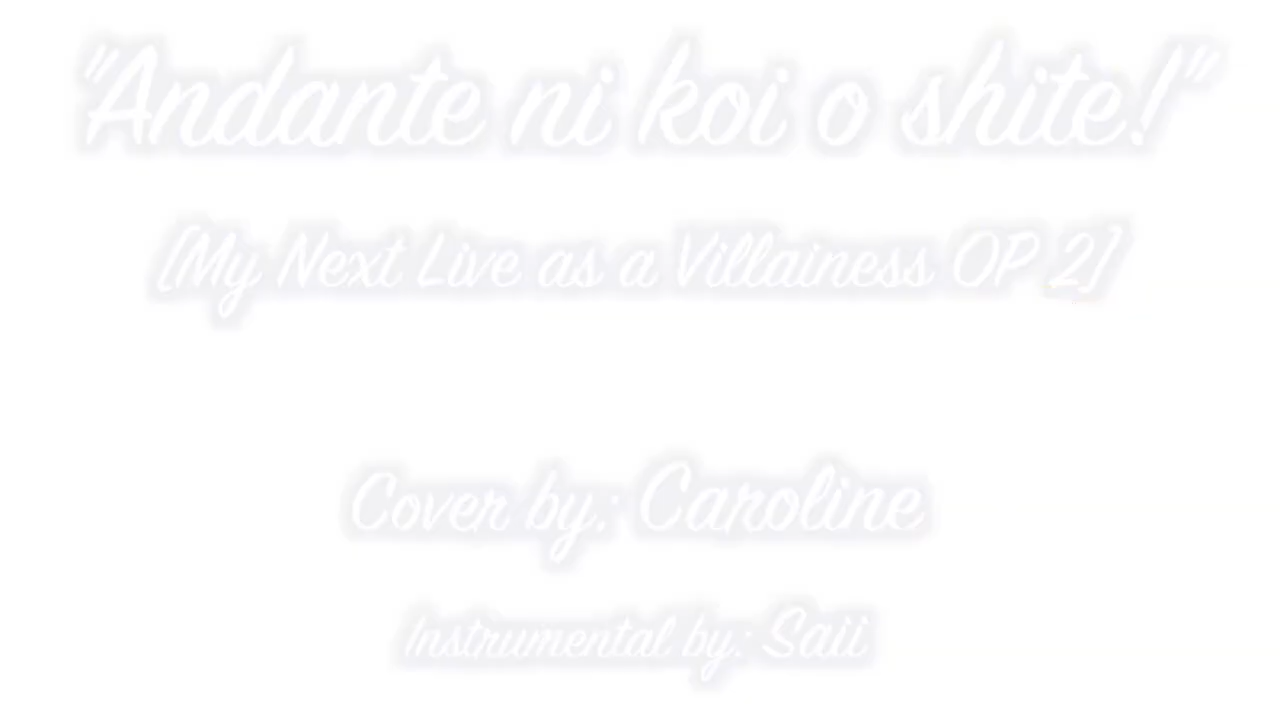 "Andante ni koi o shite!"
[My Next Live as a Villainess OP 2]
Cover by: Caroline
Instrumental by: Saii